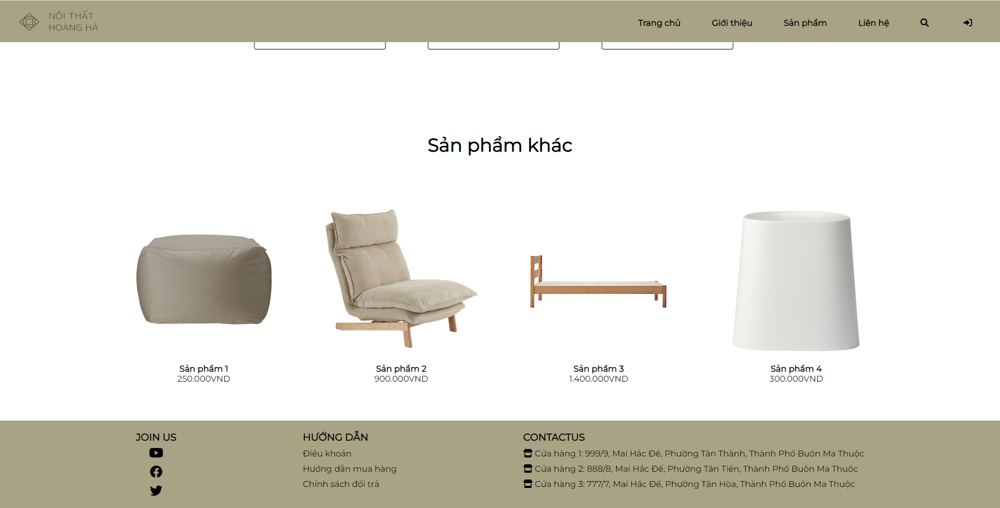 NỘI THẤT
HOÀNG HÀ
Trang chủ
Giới thiệu
Sản phẩm
Liên hệ
Sản phẩm khác
Sản phẩm 1
250.000VND
Sản phẩm 2
900.000VND
Sản phẩm 3
1.400.000VND
Sản phẩm 4
300.000VND
JOIN US
HƯỚNG DẪN
Điều khoản
Hướng dẫn mua hàng
Chính sách đổi trả
CONTACTUS
Cửa hàng 1: 999/9, Mai Hắc Đế, Phường Tân Thành, Thành Phố Buôn Ma Thuộc
Cửa hàng 2: 888/8, Mai Hắc Đế, Phường Tân Tiến, Thành Phố Buôn Ma Thuộc
Cửa hàng 3: 777/7, Mai Hắc Đế, Phường Tân Hòa, Thành Phố Buôn Ma Thuộc